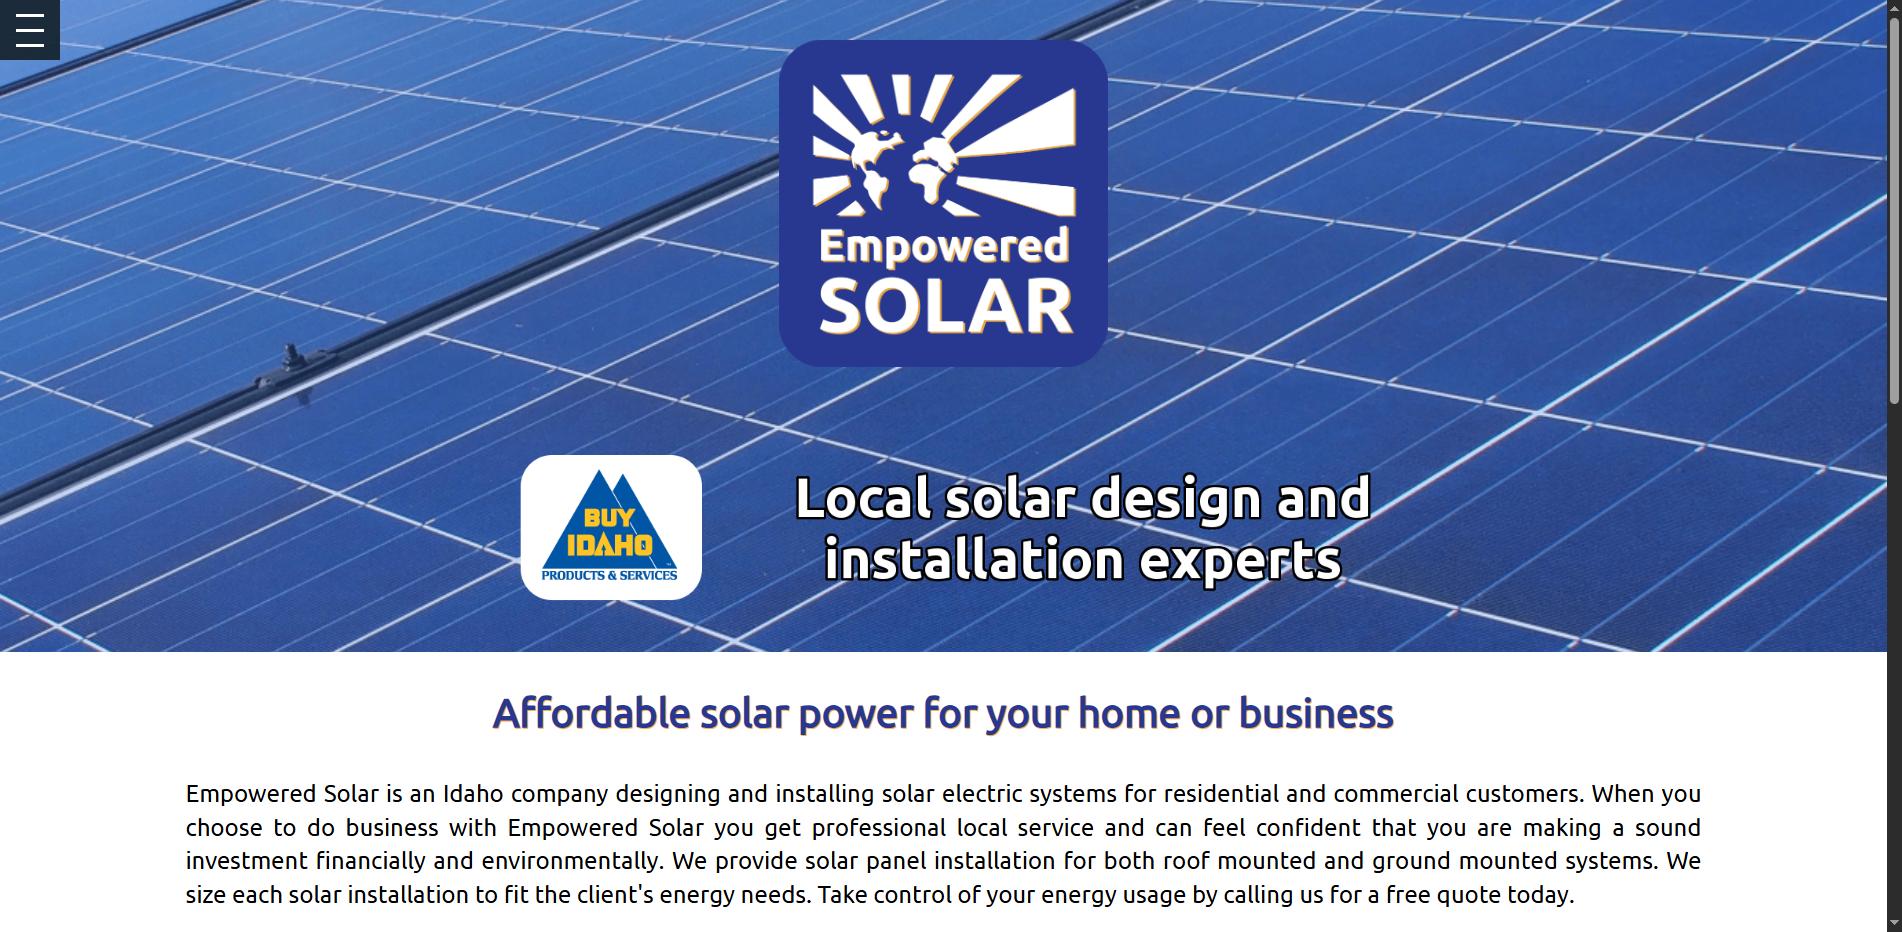 Empowered
SOLAR
BUY
IDAHO
PRODUCTS & SERVICES
Local solar design and
installation experts
Affordable solar power for your home or business
Empowered Solar is an Idaho company designing and installing solar electric systems for residential and commercial customers. When you
choose to do business with Empowered Solar you get professional local service and can feel confident that you are making a sound
investment financially and environmentally. We provide solar panel installation for both roof mounted and ground mounted systems. We
size each solar installation to fit the client's energy needs. Take control of your energy usage by calling us for a free quote today.